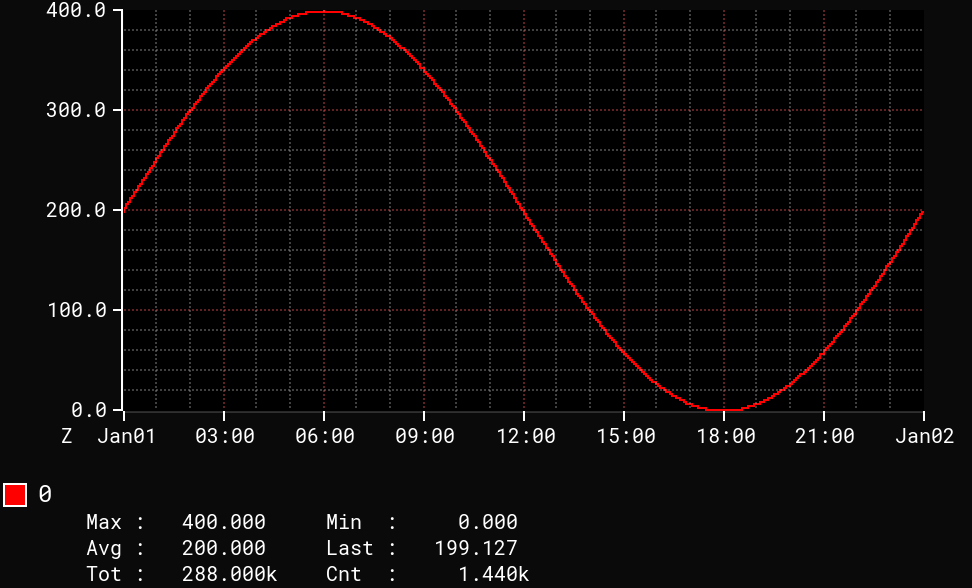 400.0
300.0
200.0
100.0
0.0
Z Jan01 03:00 06:00 09:00 12:00 15:00 18:00 21:00 Jan02
0
Max : 400.000 Min : 0.000
Avg : 200.000 Last : 199.127
Tot : 288.000k Cnt : 1.440k